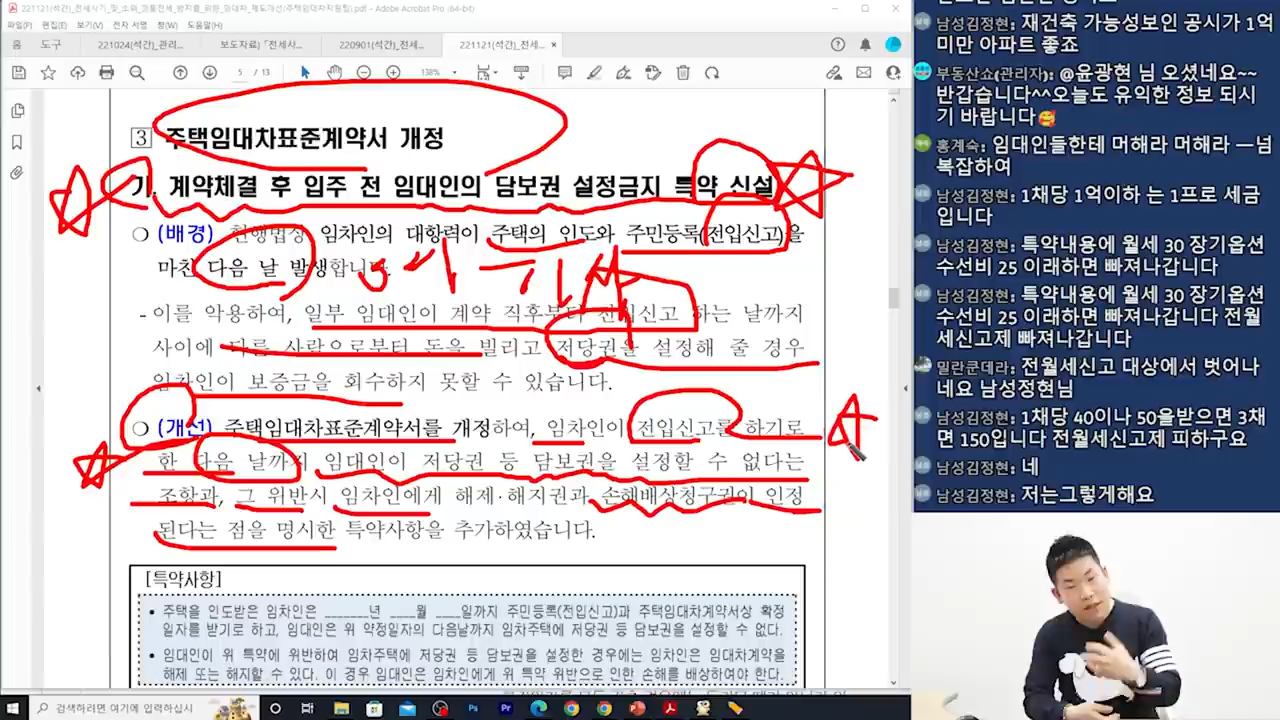 221121(석간)_전세사기_및_소위_깡통전세_방지를_위한_임대차_제도개선(주택임대차지원팀).pdf - Adobe Acrobat Pro (64-bit)
파일(F) 편집(E) 보기(V) 전자 서명 창(W) 도움말(H)
홈 도구 221024(석간)_관리... 보도자료) 「전세사... 220901(석간)_전세... 221121(석간)_전세... ×
5 / 13 138%
3 주택임대차표준계약서 개정
계약체결 후 입주 전 임대인의 담보권 설정금지 특약 신설
❍ (배경) 현행법상 임차인의 대항력이 주택의 인도와 주민등록(전입신고)을
마친 다음 날 발생합니다.
- 이를 악용하여, 일부 임대인이 계약 직후부터 전입신고 하는 날까지
사이에 다른 사람으로부터 돈을 빌리고 저당권을 설정해 줄 경우
임차인이 보증금을 회수하지 못할 수 있습니다.
❍ (개선) 주택임대차표준계약서를 개정하여, 임차인이 전입신고를 하기로
한 다음 날까지 임대인이 저당권 등 담보권을 설정할 수 없다는
조항과, 그 위반시 임차인에게 해제·해지권과 손해배상청구권이 인정
된다는 점을 명시한 특약사항을 추가하였습니다.
[특약사항]
• 주택을 인도받은 임차인은 ______년 ___월 ___일까지 주민등록(전입신고)과 주택임대차계약서상 확정
일자를 받기로 하고, 임대인은 위 약정일자의 다음날까지 임차주택에 저당권 등 담보권을 설정할 수 없다.
• 임대인이 위 특약에 위반하여 임차주택에 저당권 등 담보권을 설정한 경우에는 임차인은 임대차계약을
해제 또는 해지할 수 있다. 이 경우 임대인은 임차인에게 위 특약 위반으로 인한 손해를 배상하여야 한다.
검색하려면 여기에 입력하십시
남성김정현: 재건축 가능성보인 공시가 1억
미만 아파트 좋죠
부동산쇼(관리자): @윤광현 님 오셨네요~~
반갑습니다^^오늘도 유익한 정보 되시
기 바랍니다🥰
홍계숙: 임대인들한테 머해라 머해라 ㅡ넘
복잡하여
남성김정현: 1채당 1억이하 는 1프로 세금
입니다
남성김정현: 특약내용에 월세 30 장기옵션
수선비 25 이래하면 빠져나갑니다
남성김정현: 특약내용에 월세 30 장기옵션
수선비 25 이래하면 빠져나갑니다 전월
세신고제 빠져나갑니다
밀란쿤데라: 전월세신고 대상에서 벗어나
네요 남성정현님
남성김정현: 1채당 40이나 50을받으면 3채
면 150입니다 전월세신고제 피하구요
남성김정현: 네
남성김정현: 저는그렇게해요